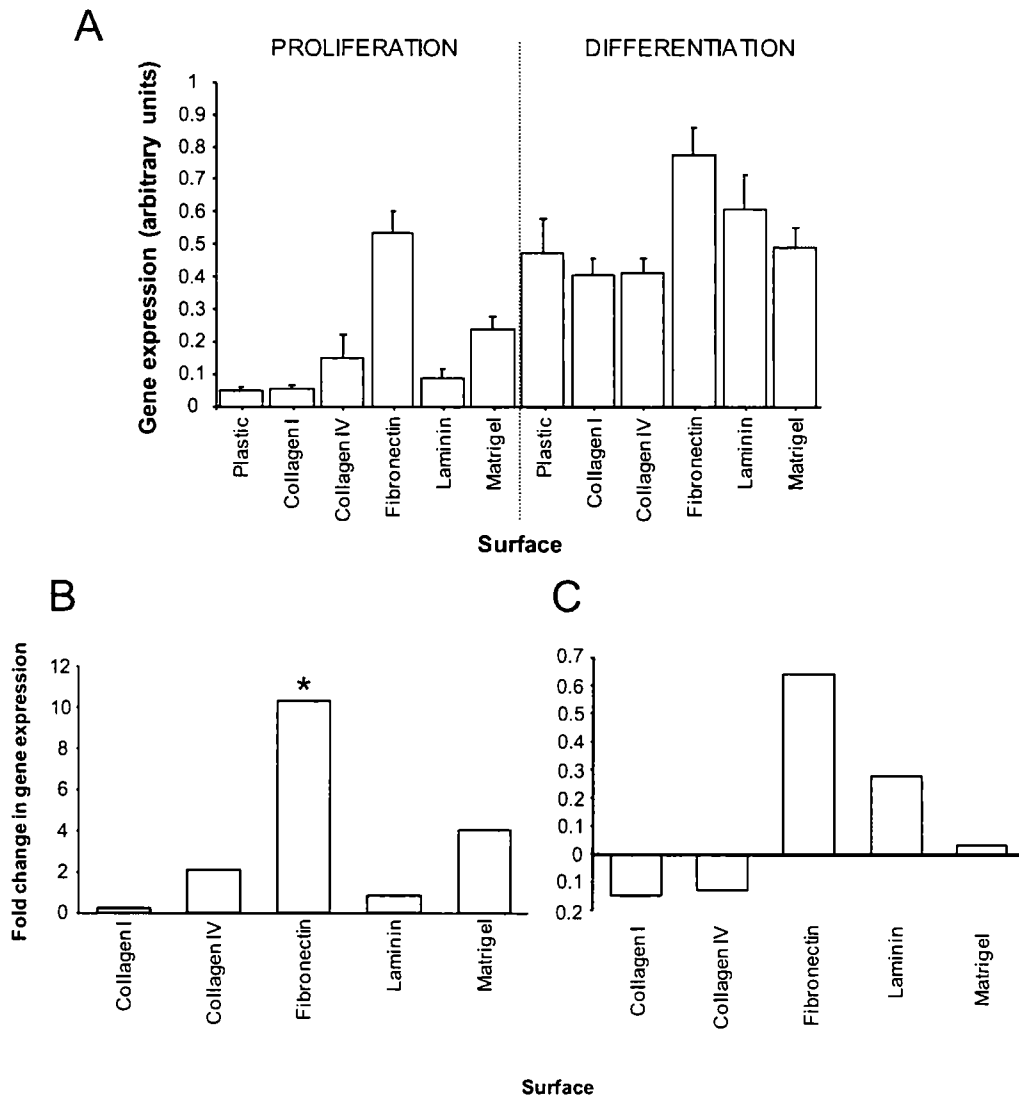 A
PROLIFERATION
DIFFERENTIATION
Gene expression (arbitrary units)
1
0.9
0.8
0.7
0.6
0.5
0.4
0.3
0.2
0.1
0
Plastic
Collagen I
Collagen IV
Fibronectin
Laminin
Matrigel
Plastic
Collagen I
Collagen IV
Fibronectin
Laminin
Matrigel
Surface
B
Fold change in gene expression
12
10
8
6
4
2
0
*
Collagen I
Collagen IV
Fibronectin
Laminin
Matrigel
C
0.7
0.6
0.5
0.4
0.3
0.2
0.1
0
0.1
0.2
Collagen I
Collagen IV
Fibronectin
Laminin
Matrigel
Surface